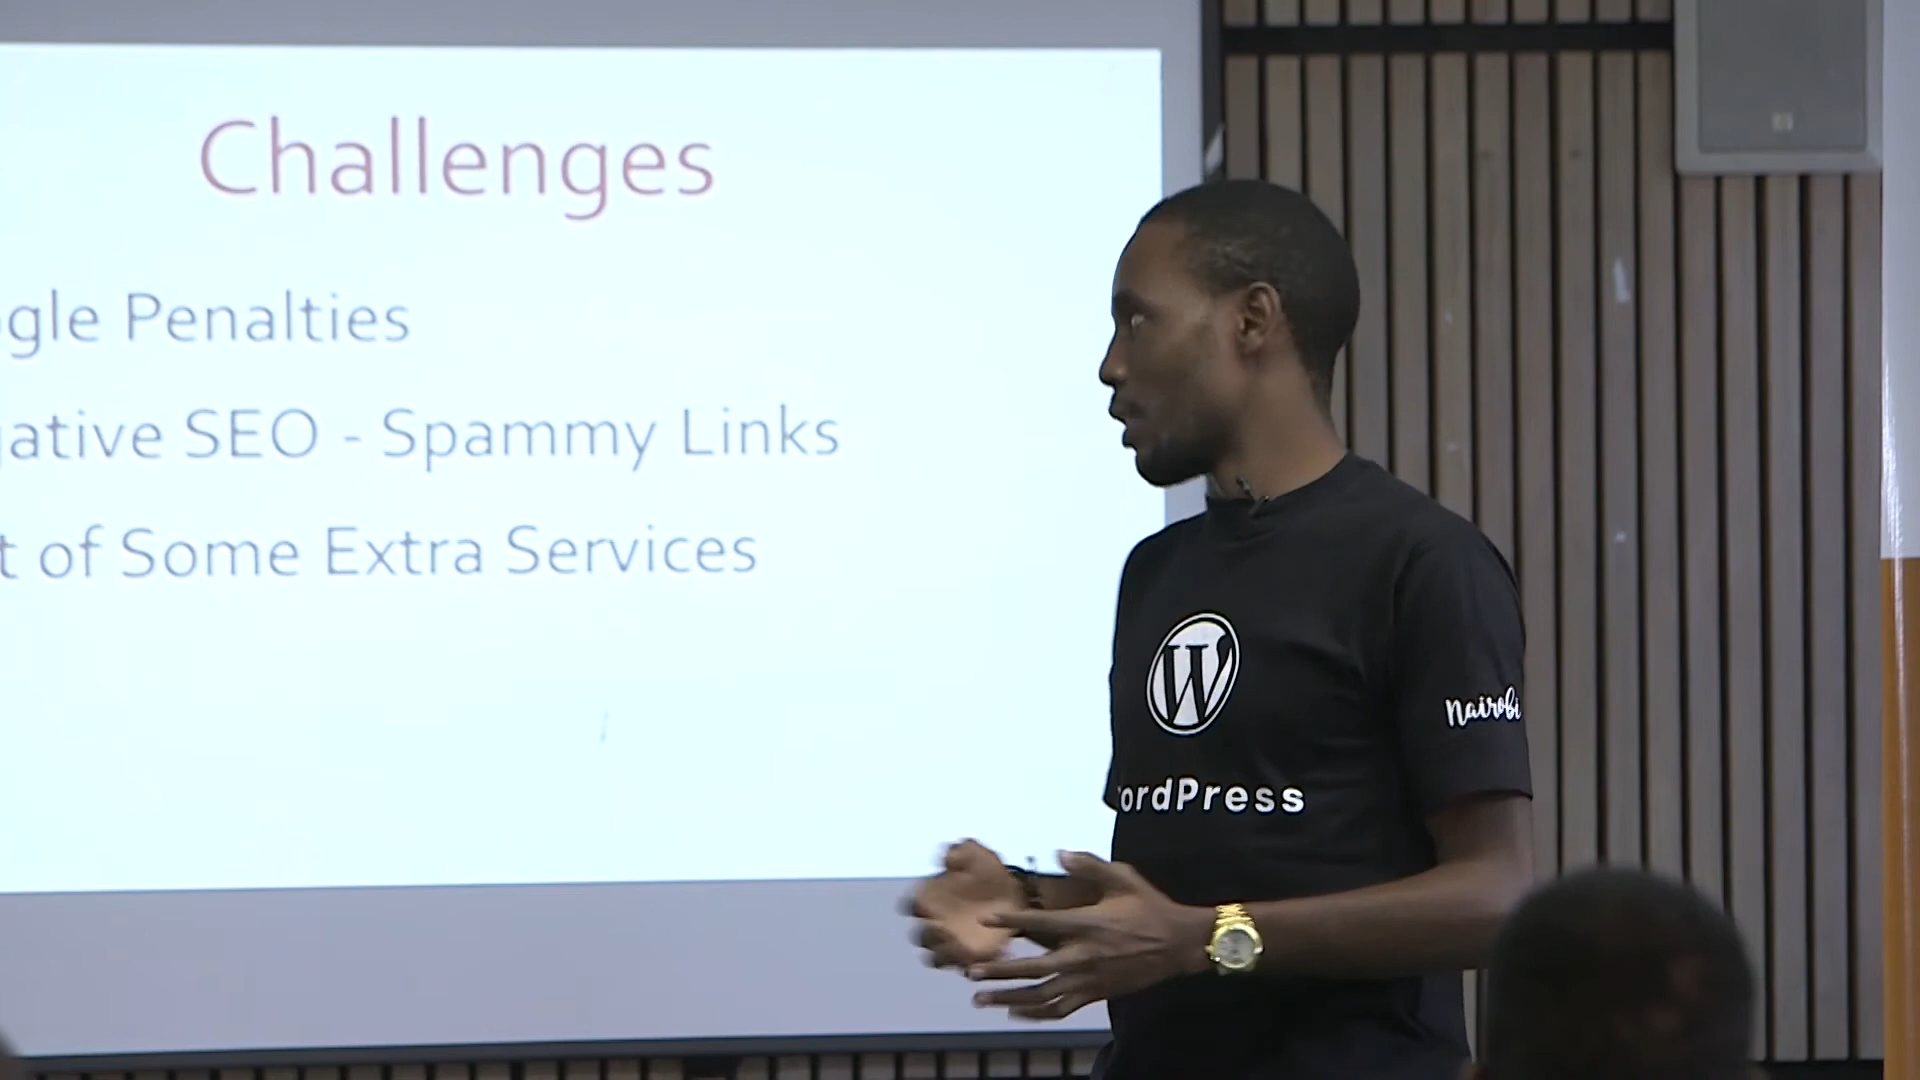 Challenges
gle Penalties
gative SEO - Spammy Links
t of Some Extra Services
W
ordPress
Nairobi